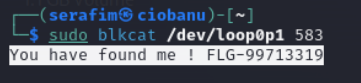 ┌──(serafim㉿ciobanu)-[~]
└─$ sudo blkcat /dev/loop0p1 583
You have found me ! FLG-99713319